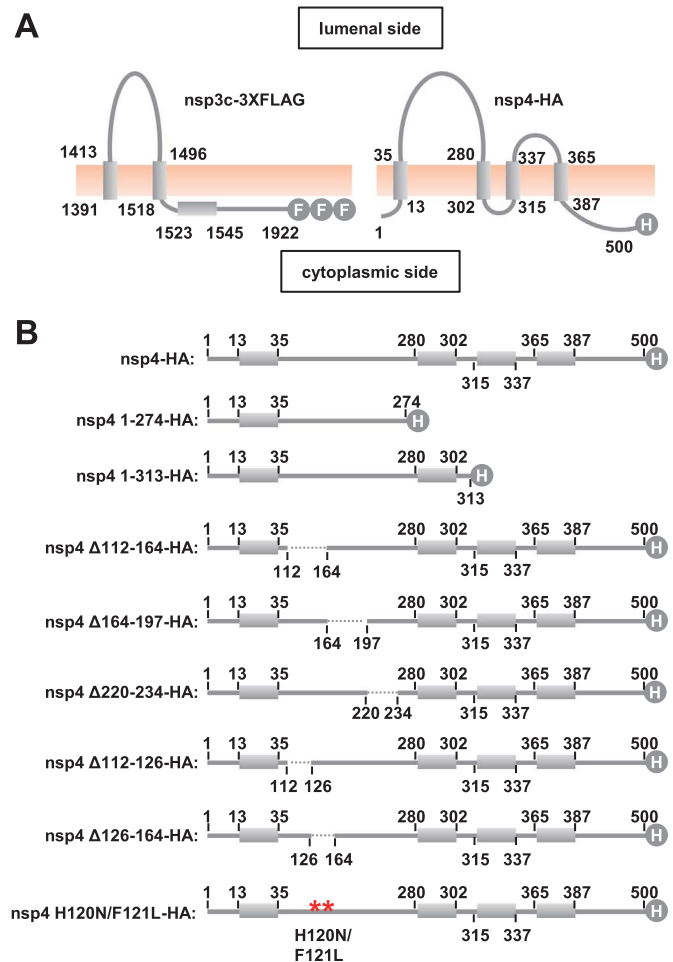 A
lumenal side
nsp3c-3XFLAG
nsp4-HA
1413 1496 35 280 337 365
1391 1518 13 302 315 387
1523 1545 1922 F F F
1 500 H
cytoplasmic side
B
1 13 35 280 302 365 387 500
nsp4-HA: H
315 337
1 13 35 274
nsp4 1-274-HA: H
1 13 35 280 302
nsp4 1-313-HA: H
313
1 13 35 280 302 365 387 500
nsp4 Δ112-164-HA: H
112 164 315 337
1 13 35 280 302 365 387 500
nsp4 Δ164-197-HA: H
164 197 315 337
1 13 35 280 302 365 387 500
nsp4 Δ220-234-HA: H
220 234 315 337
1 13 35 280 302 365 387 500
nsp4 Δ112-126-HA: H
112 126 315 337
1 13 35 280 302 365 387 500
nsp4 Δ126-164-HA: H
126 164 315 337
1 13 35 280 302 365 387 500
nsp4 H120N/F121L-HA: ** H
H120N/ 315 337
F121L